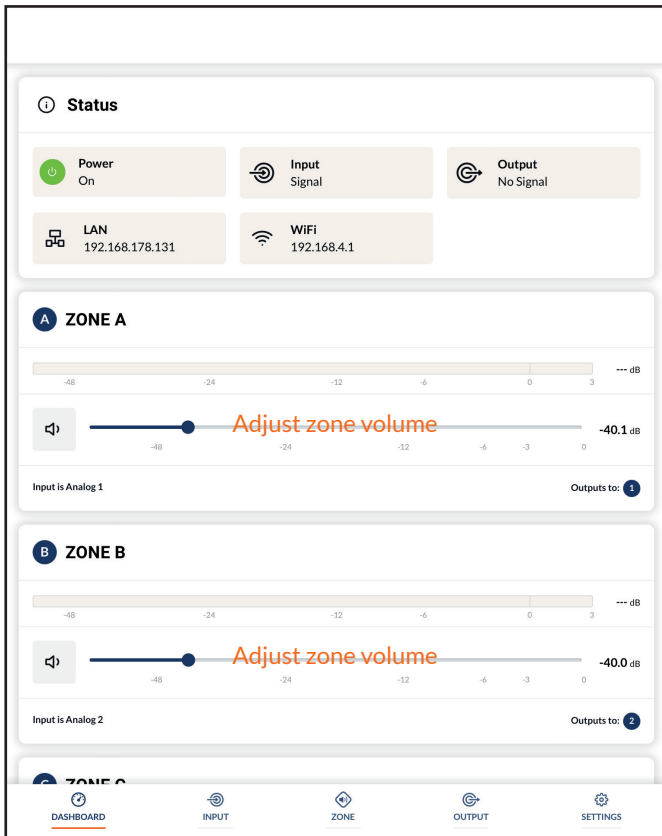 Status
Power
On
Input
Signal
Output
No Signal
LAN
192.168.178.131
WiFi
192.168.4.1
A ZONE A
--- dB
-48 -24 -12 -6 0 3
Adjust zone volume
-40.1 dB
-48 -24 -12 -6 -3 0
Input is Analog 1 Outputs to: 1
B ZONE B
--- dB
-48 -24 -12 -6 0 3
Adjust zone volume
-40.0 dB
-48 -24 -12 -6 -3 0
Input is Analog 2 Outputs to: 2
C ZONE C
DASHBOARD INPUT ZONE OUTPUT SETTINGS